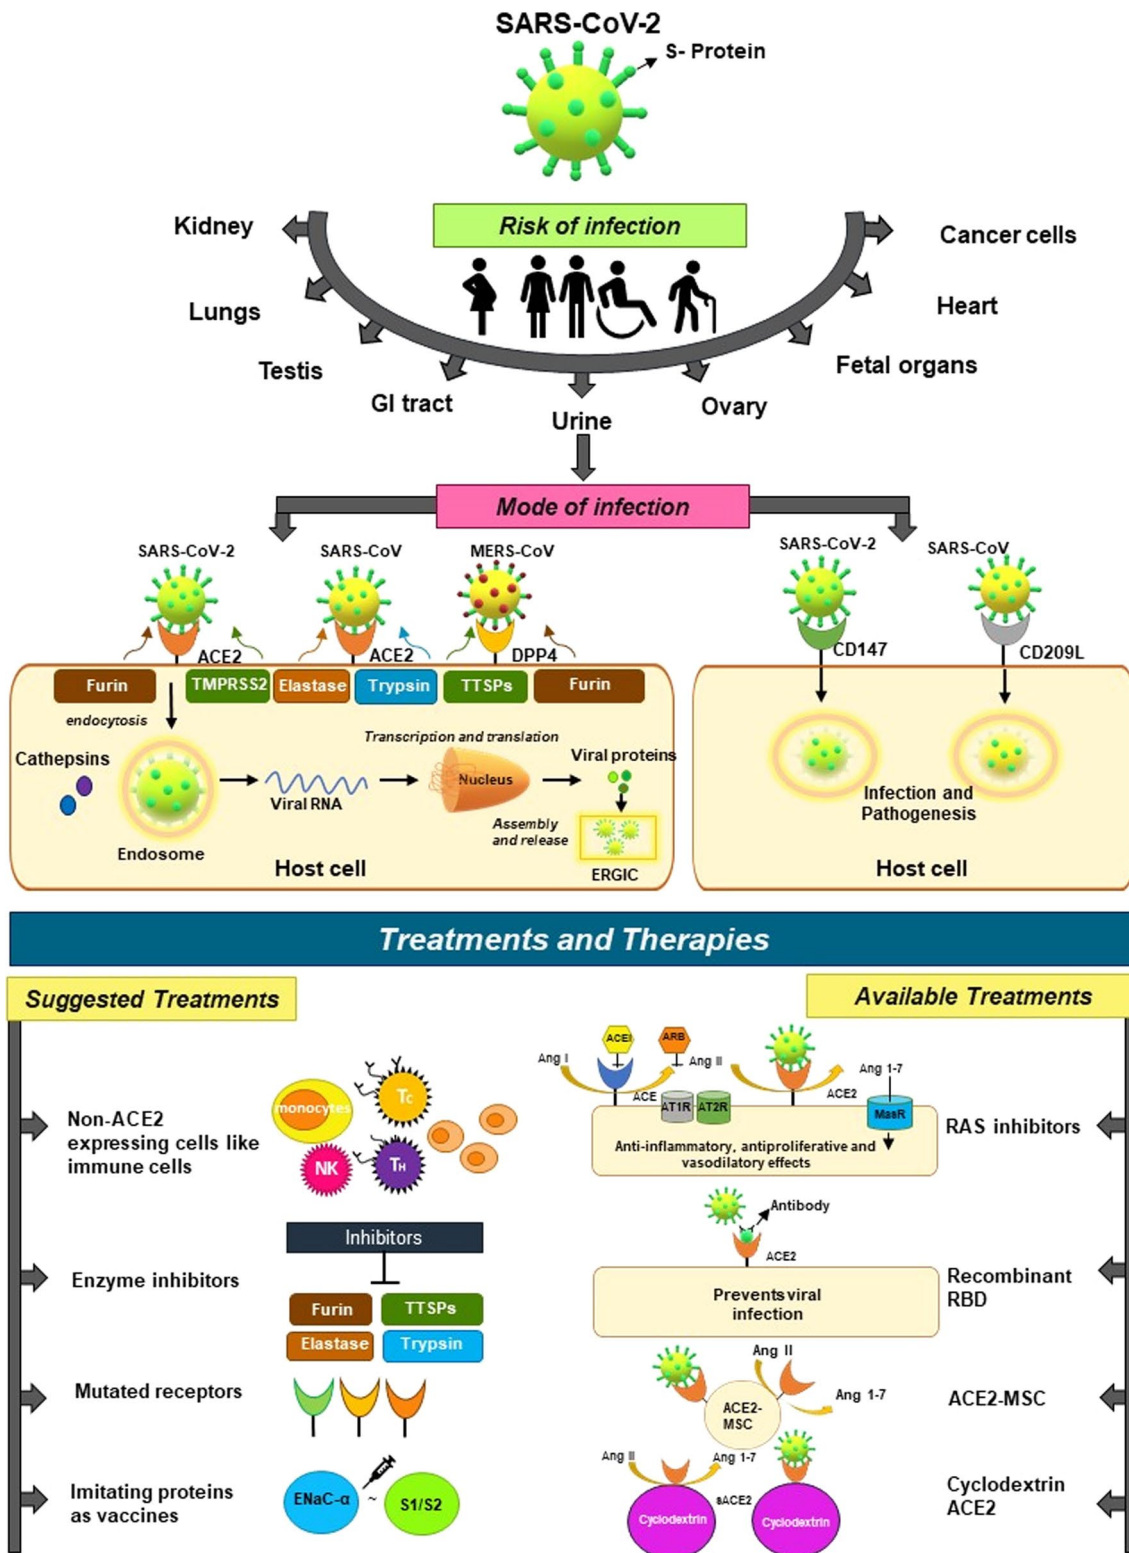 SARS-CoV-2
S- Protein
Risk of infection
Kidney
Lungs
Testis
GI tract
Urine
Ovary
Fetal organs
Heart
Cancer cells
Mode of infection
SARS-CoV-2
SARS-CoV
MERS-CoV
ACE2
ACE2
DPP4
Furin
TMPRSS2
Elastase
Trypsin
TTSPs
Furin
endocytosis
Cathepsins
Endosome
Viral RNA
Transcription and translation
Nucleus
Viral proteins
Assembly
and release
ERGIC
Host cell
SARS-CoV-2
SARS-CoV
CD147
CD209L
Infection and
Pathogenesis
Host cell
Treatments and Therapies
Suggested Treatments
Non-ACE2
expressing cells like
immune cells
monocytes
Tc
NK
TH
Enzyme inhibitors
Inhibitors
Furin
TTSPs
Elastase
Trypsin
Mutated receptors
Imitating proteins
as vaccines
ENaC-α
~
S1/S2
Available Treatments
ACEI
ARB
Ang I
Ang II
Ang 1-7
ACE
ACE2
AT1R
AT2R
MasR
Anti-inflammatory, antiproliferative and
vasodilatory effects
RAS inhibitors
Antibody
ACE2
Prevents viral
infection
Recombinant
RBD
Ang II
Ang 1-7
ACE2-
MSC
ACE2-MSC
Ang II
Ang 1-7
sACE2
Cyclodextrin
Cyclodextrin
Cyclodextrin
ACE2